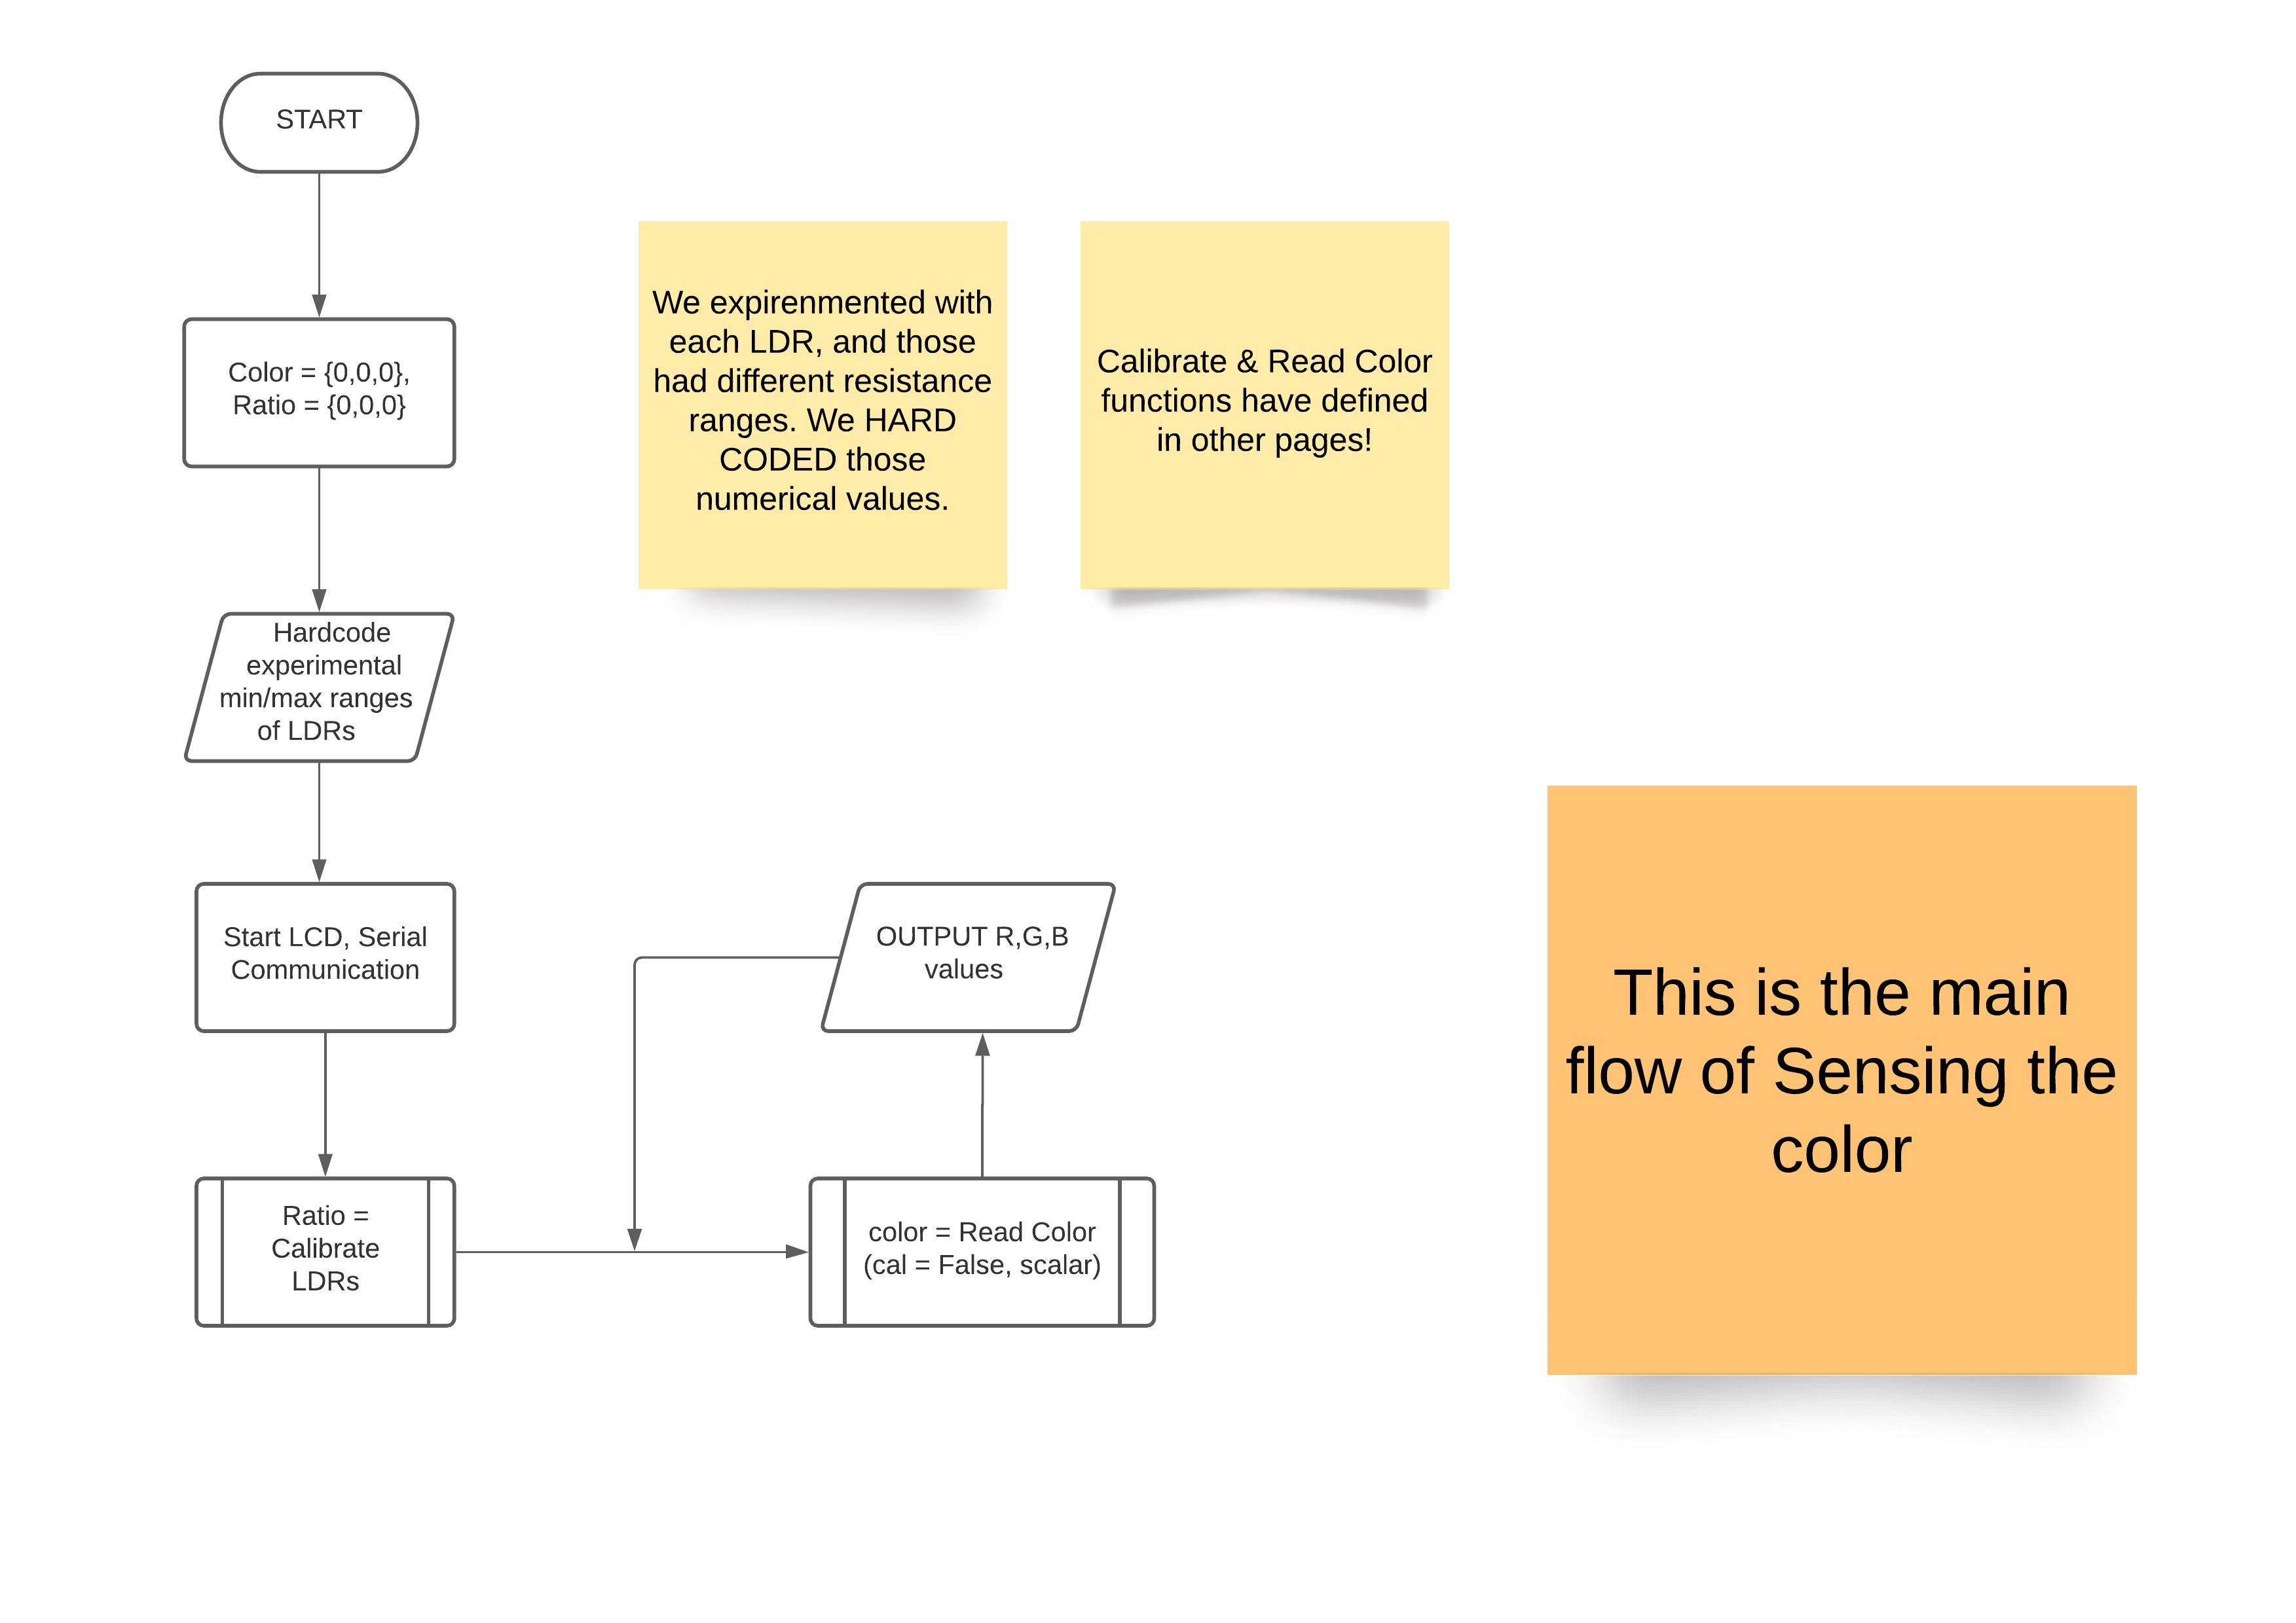 START
Color = {0,0,0},
Ratio = {0,0,0}
Hardcode
experimental
min/max ranges
of LDRs
Start LCD, Serial
Communication
Ratio =
Calibrate
LDRs
We expirenmented with
each LDR, and those
had different resistance
ranges. We HARD
CODED those
numerical values.
Calibrate & Read Color
functions have defined
in other pages!
OUTPUT R,G,B
values
color = Read Color
(cal = False, scalar)
This is the main
flow of Sensing the
color